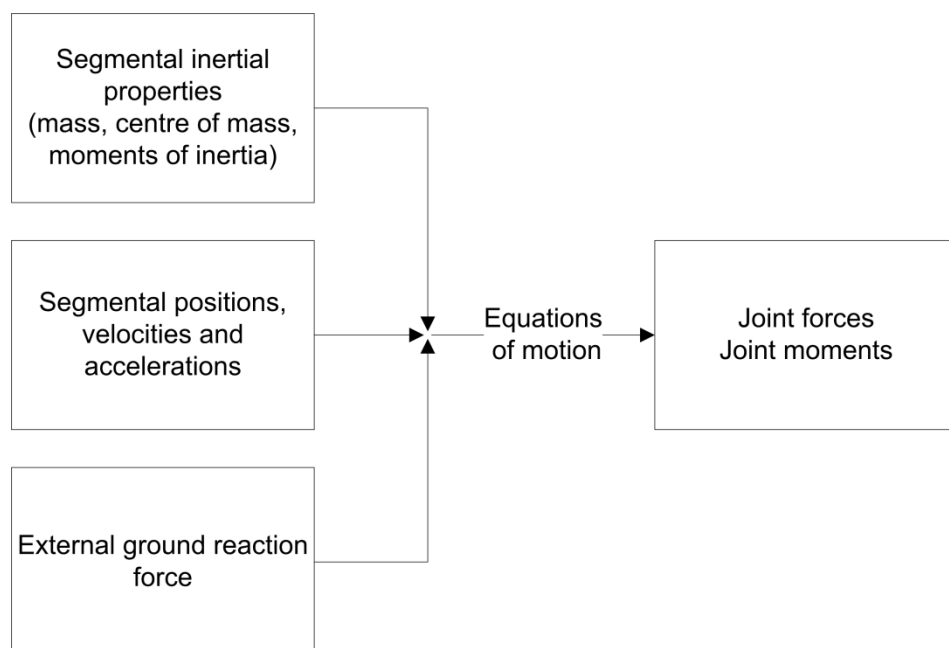 Segmental inertial
properties
(mass, centre of mass,
moments of inertia)
Segmental positions,
velocities and
accelerations
External ground reaction
force
Equations
of motion
Joint forces
Joint moments